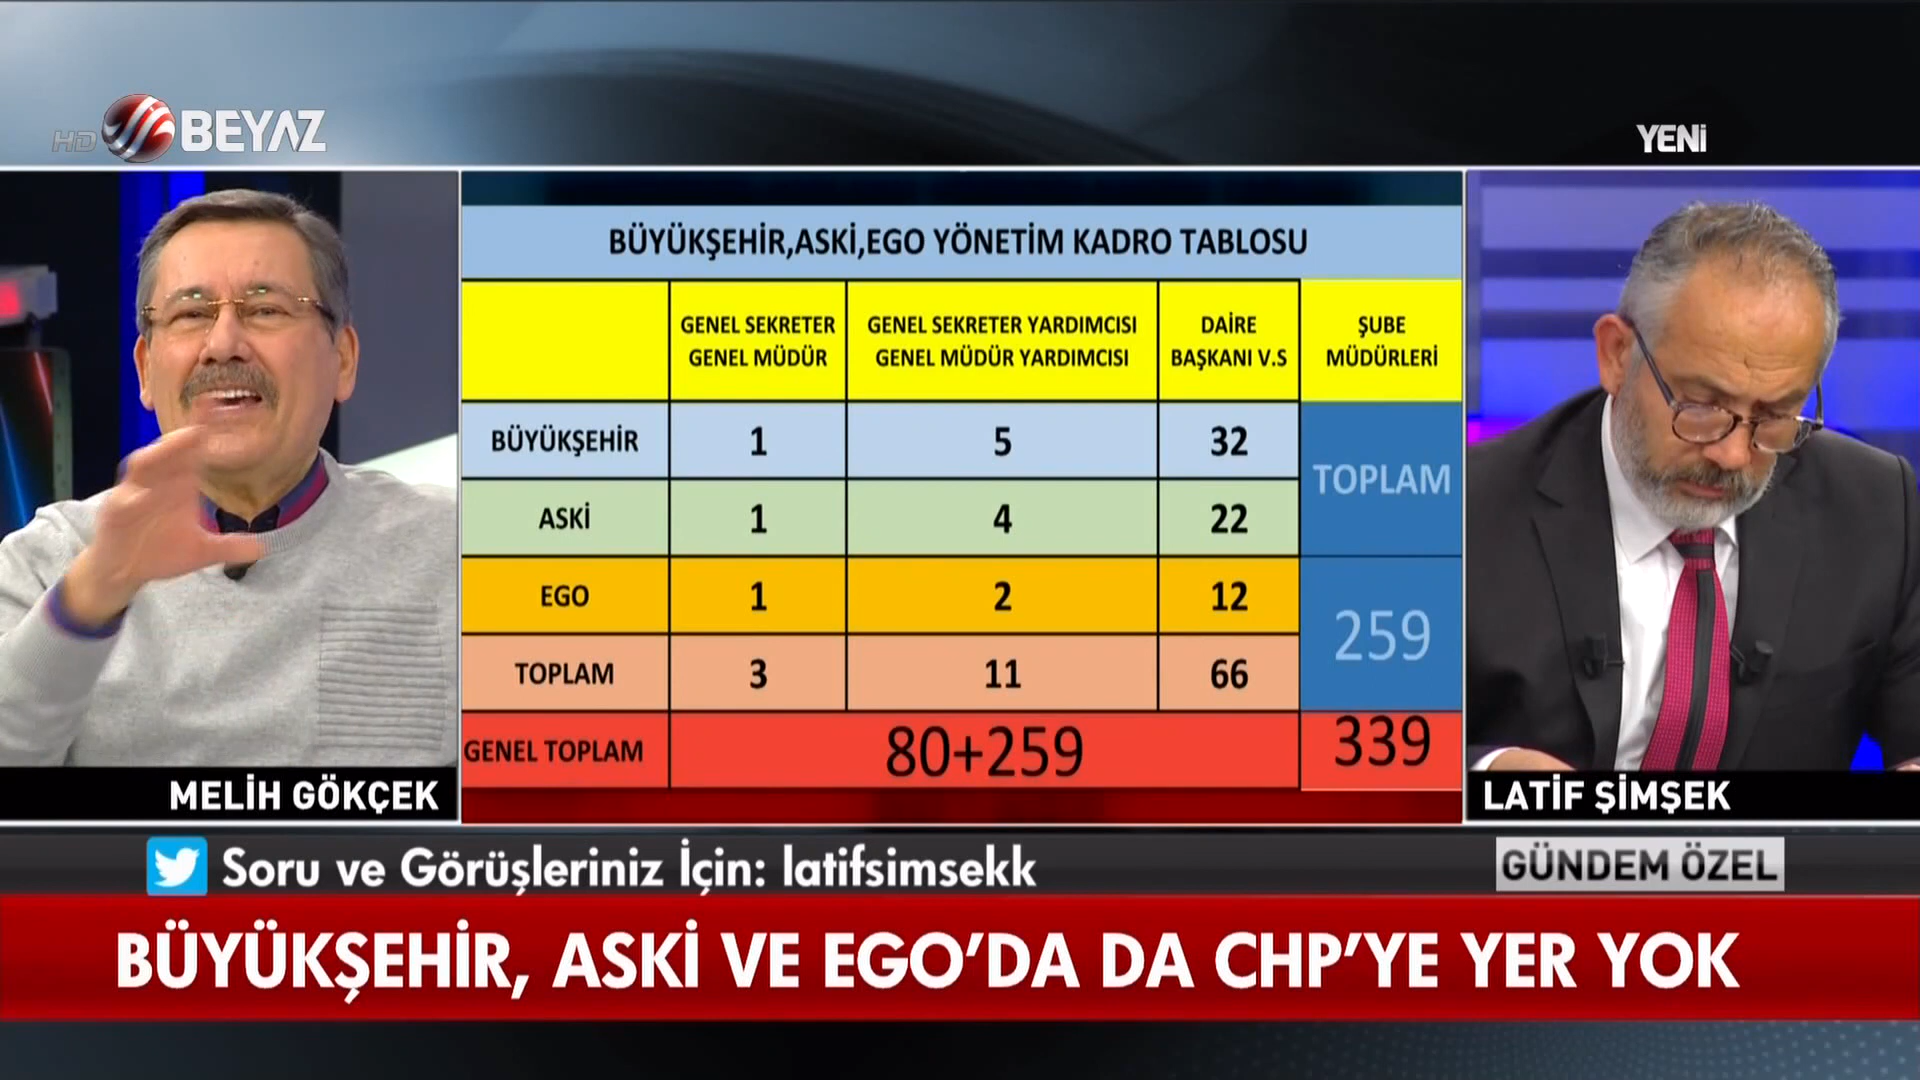 HD BEYAZ
YENİ
BÜYÜKŞEHİR,ASKİ,EGO YÖNETİM KADRO TABLOSU
GENEL SEKRETER
GENEL MÜDÜR
GENEL SEKRETER YARDIMCISI
GENEL MÜDÜR YARDIMCISI
DAİRE
BAŞKANI V.S
ŞUBE
MÜDÜRLERİ
BÜYÜKŞEHİR 1 5 32
TOPLAM
ASKİ 1 4 22
EGO 1 2 12
259
TOPLAM 3 11 66
GENEL TOPLAM 80+259 339
MELİH GÖKÇEK
LATİF ŞİMŞEK
Soru ve Görüşleriniz İçin: latifsimsekk
GÜNDEM ÖZEL
BÜYÜKŞEHİR, ASKİ VE EGO'DA DA CHP'YE YER YOK